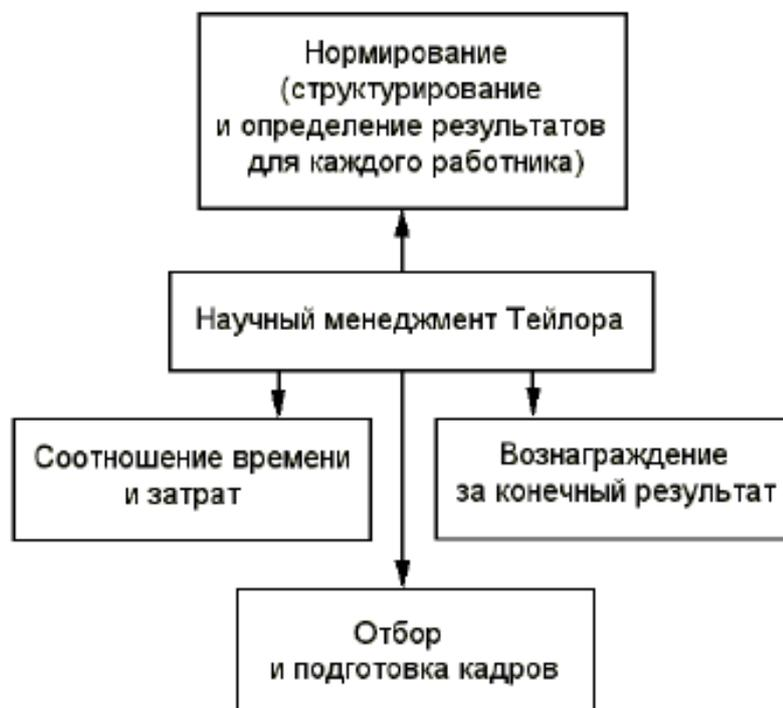 Нормирование
(структурирование
и определение результатов
для каждого работника)
Научный менеджмент Тейлора
Соотношение времени
и затрат
Вознаграждение
за конечный результат
Отбор
и подготовка кадров